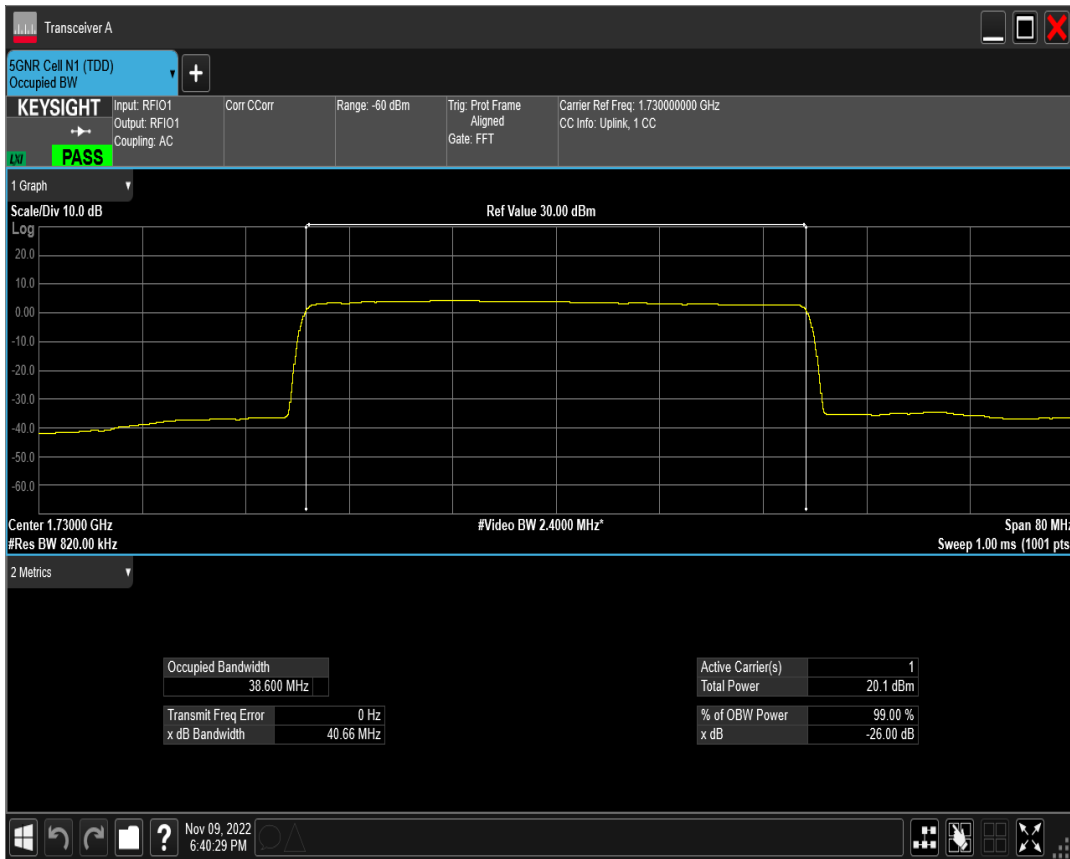 Transceiver A
5GNR Cell N1 (TDD)
Occupied BW
+
KEYSIGHT
LXI
PASS
Input: RFIO1
Output: RFIO1
Coupling: AC
Corr CCorr
Range: -60 dBm
Trig: Prot Frame
Aligned
Gate: FFT
Carrier Ref Freq: 1.730000000 GHz
CC Info: Uplink, 1 CC
1 Graph
Scale/Div 10.0 dB
Ref Value 30.00 dBm
Log
20.0
10.0
0.00
-10.0
-20.0
-30.0
-40.0
-50.0
-60.0
Center 1.73000 GHz
#Video BW 2.4000 MHz*
Span 80 MHz
#Res BW 820.00 kHz
Sweep 1.00 ms (1001 pts
2 Metrics
Occupied Bandwidth
38.600 MHz
Transmit Freq Error 0 Hz
x dB Bandwidth 40.66 MHz
Active Carrier(s) 1
Total Power 20.1 dBm
% of OBW Power 99.00 %
x dB -26.00 dB
?
Nov 09, 2022
6:40:29 PM